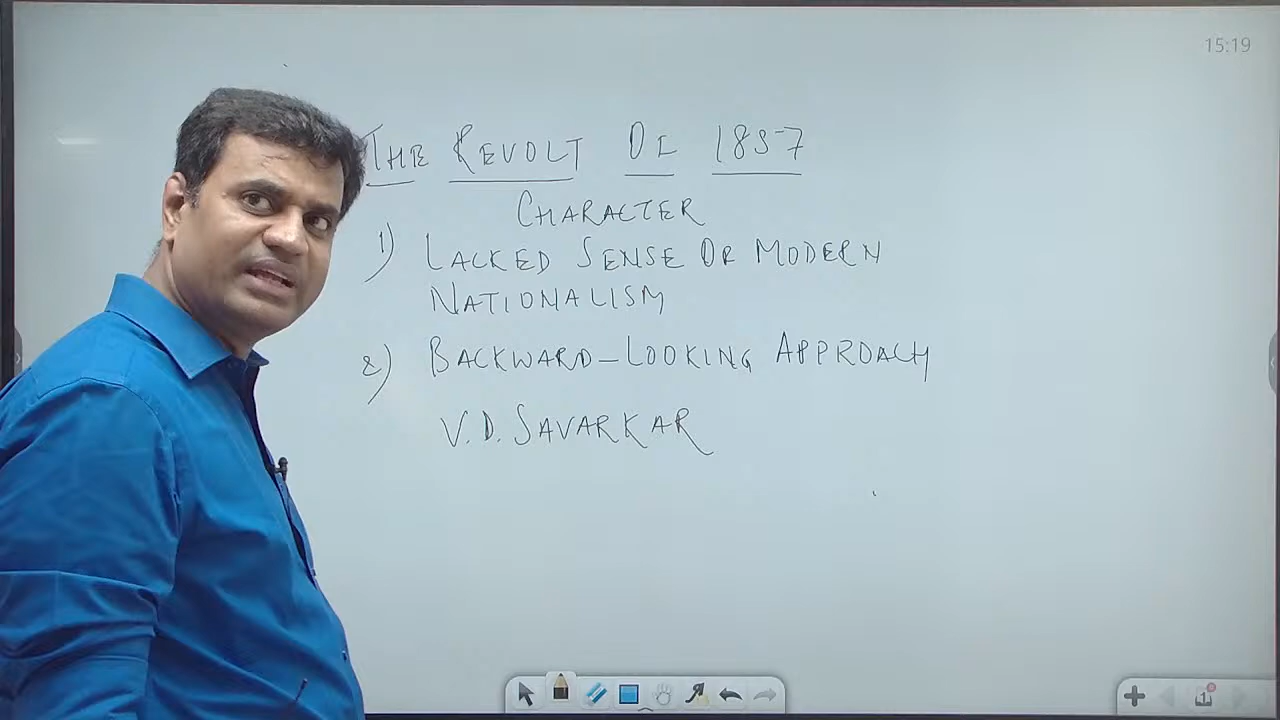 15:19
THE REVOLT OF 1857
CHARACTER
1) LACKED SENSE OF MODERN
NATIONALISM
2) BACKWARD-LOOKING APPROACH
V.D. SAVARKAR